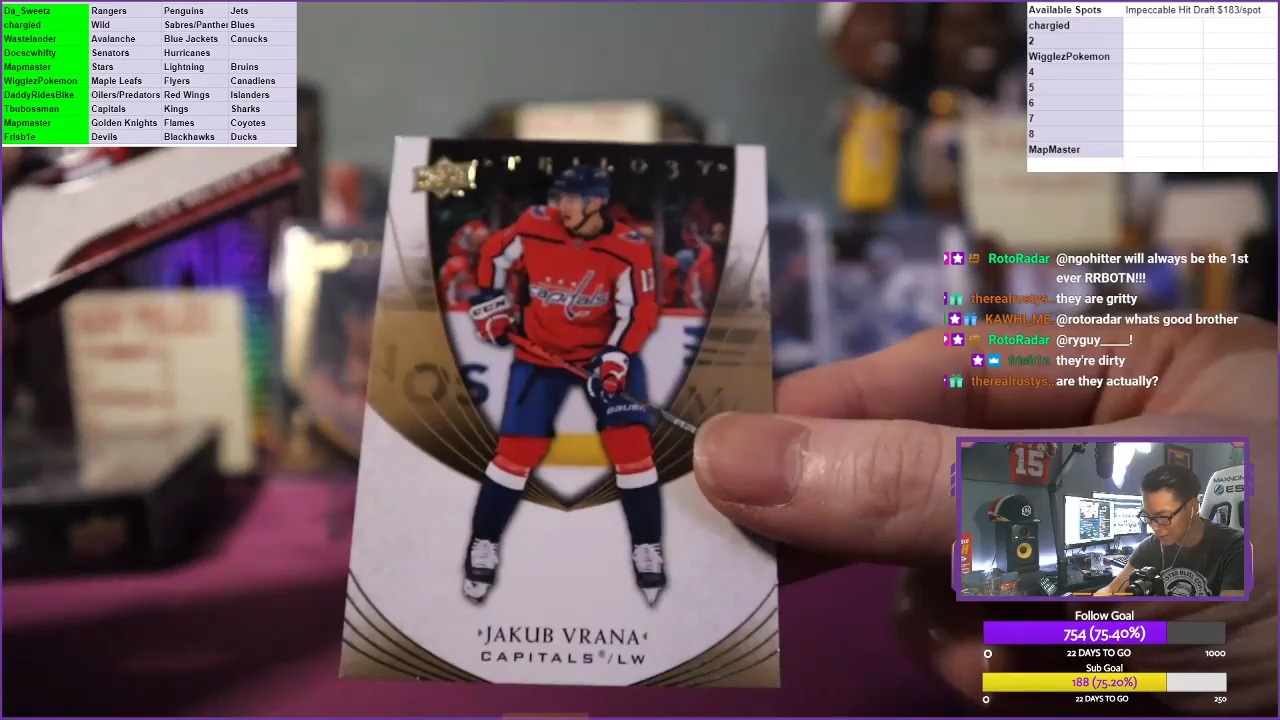 Da_Sweetz Rangers Penguins Jets
chargied Wild Sabres/Panther Blues
Wastelander Avalanche Blue Jackets Canucks
Docscwhifty Senators Hurricanes
Mapmaster Stars Lightning Bruins
WigglezPokemon Maple Leafs Flyers Canadiens
DaddyRidesBike Oilers/Predators Red Wings Islanders
Tbubossman Capitals Kings Sharks
Mapmaster Golden Knights Flames Coyotes
Frisb1e Devils Blackhawks Ducks
Available Spots Impeccable Hit Draft $183/spot
chargied
2
WigglezPokemon
4
5
6
7
8
MapMaster
TRILOGY
Capitals
CCM
BAUER
JAKUB VRANA
CAPITALS®/LW
RotoRadar @ngohitter will always be the 1st
ever RRBOTN!!!
therealrustys.. they are gritty
KAWHI_ME.. @rotoradar whats good brother
RotoRadar @ryguy____!
frisb1e they're dirty
therealrustys.. are they actually?
15
Follow Goal
754 (75.40%)
0 22 DAYS TO GO 1000
Sub Goal
188 (75.20%)
0 22 DAYS TO GO 250